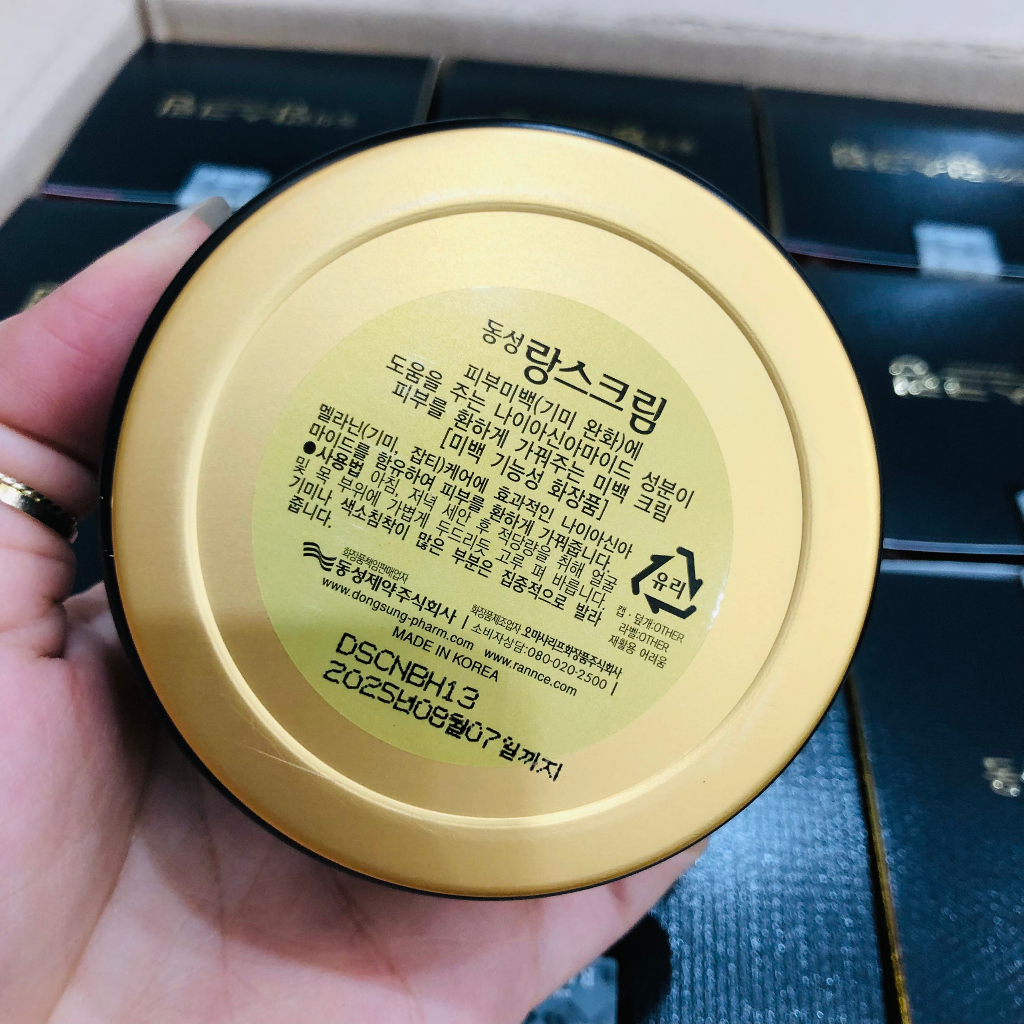 동성 랑스크림
피부미백(기미 완화)에
도움을 주는 나이아신아마이드 성분이
피부를 환하게 가꿔주는 미백 크림
[미백 기능성 화장품]
멜라닌(기미, 잡티)케어에 효과적인 나이아신아
마이드를 함유하여 피부를 환하게 가꿔줍니다.
●사용법 아침, 저녁 세안 후 적당량을 취해 얼굴
및 목 부위에 가볍게 두드리듯 고루 펴 바릅니다.
기미나 색소침착이 많은 부분은 집중적으로 발라
줍니다.
유리
캡·덮개:OTHER
라벨:OTHER
재활용 어려움
화장품책임판매업자
동성제약주식회사 | 화장품제조업자 오마샤리프화장품주식회사
www.dongsung-pharm.com 소비자상담:080-020-2500 |
MADE IN KOREA www.rannce.com
DSCNBH13
2025년08월07일까지